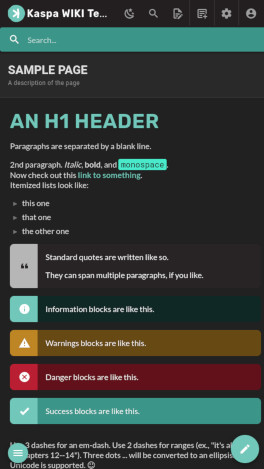 Kaspa WIKI Te...
Search...
SAMPLE PAGE
A description of the page
AN H1 HEADER
Paragraphs are separated by a blank line.
2nd paragraph. Italic, bold, and monospace.
Now check out this link to something.
Itemized lists look like:
this one
that one
the other one
Standard quotes are written like so.
They can span multiple paragraphs, if you like.
Information blocks are like this.
Warnings blocks are like this.
Danger blocks are like this.
Success blocks are like this.
3 dashes for an em-dash. Use 2 dashes for ranges (ex., "it's
12—14"). Three dots ... will be converted to an ellipsis.
Unicode is supported. ☺